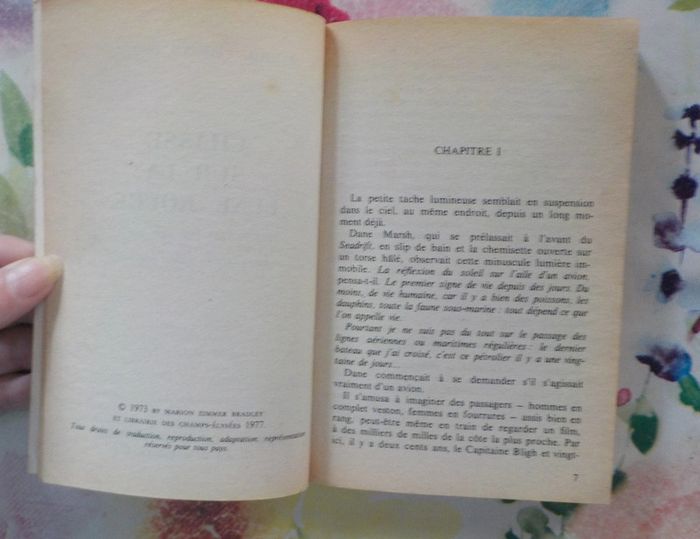 © 1973 BY MARION ZIMMER BRADLEY
ET LIBRAIRIE DES CHAMPS-ÉLYSÉES 1977.
Tous droits de traduction, reproduction, adaptation, représentation
réservés pour tous pays.
CHAPITRE I
La petite tache lumineuse semblait en suspension
dans le ciel, au même endroit, depuis un long mo-
ment déjà.
Dane Marsh, qui se prélassait à l'avant du
Seadrift, en slip de bain et la chemisette ouverte sur
un torse hâlé, observait cette minuscule lumière im-
mobile. La réflexion du soleil sur l'aile d'un avion,
pensa-t-il. Le premier signe de vie depuis des jours. Du
moins, de vie humaine, car il y a bien des poissons, les
dauphins, toute la faune sous-marine : tout dépend ce que
l'on appelle vie.
Pourtant je ne suis pas du tout sur le passage des
lignes aériennes ou maritimes régulières : le dernier
bateau que j'ai croisé, c'est ce pétrolier il y a une ving-
taine de jours...
Dane commençait à se demander s'il s'agissait
vraiment d'un avion.
Il s'amusa à imaginer des passagers – hommes en
complet veston, femmes en fourrures – assis bien en
rang, peut-être même en train de regarder un film,
à des milliers de milles de la côte la plus proche. Par
ici, il y a deux cents ans, le Capitaine Bligh et vingt-
7